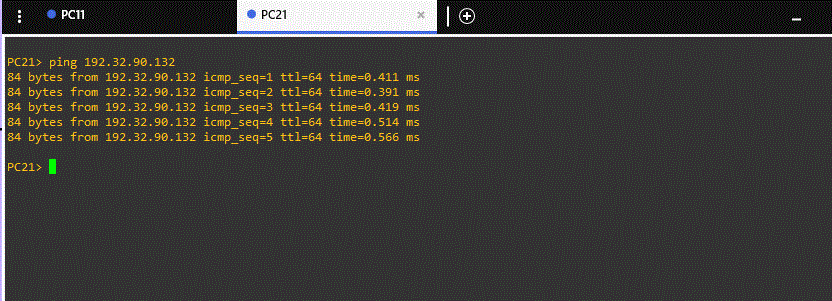 PC11
PC21
PC21> ping 192.32.90.132
84 bytes from 192.32.90.132 icmp_seq=1 ttl=64 time=0.411 ms
84 bytes from 192.32.90.132 icmp_seq=2 ttl=64 time=0.391 ms
84 bytes from 192.32.90.132 icmp_seq=3 ttl=64 time=0.419 ms
84 bytes from 192.32.90.132 icmp_seq=4 ttl=64 time=0.514 ms
84 bytes from 192.32.90.132 icmp_seq=5 ttl=64 time=0.566 ms
PC21>